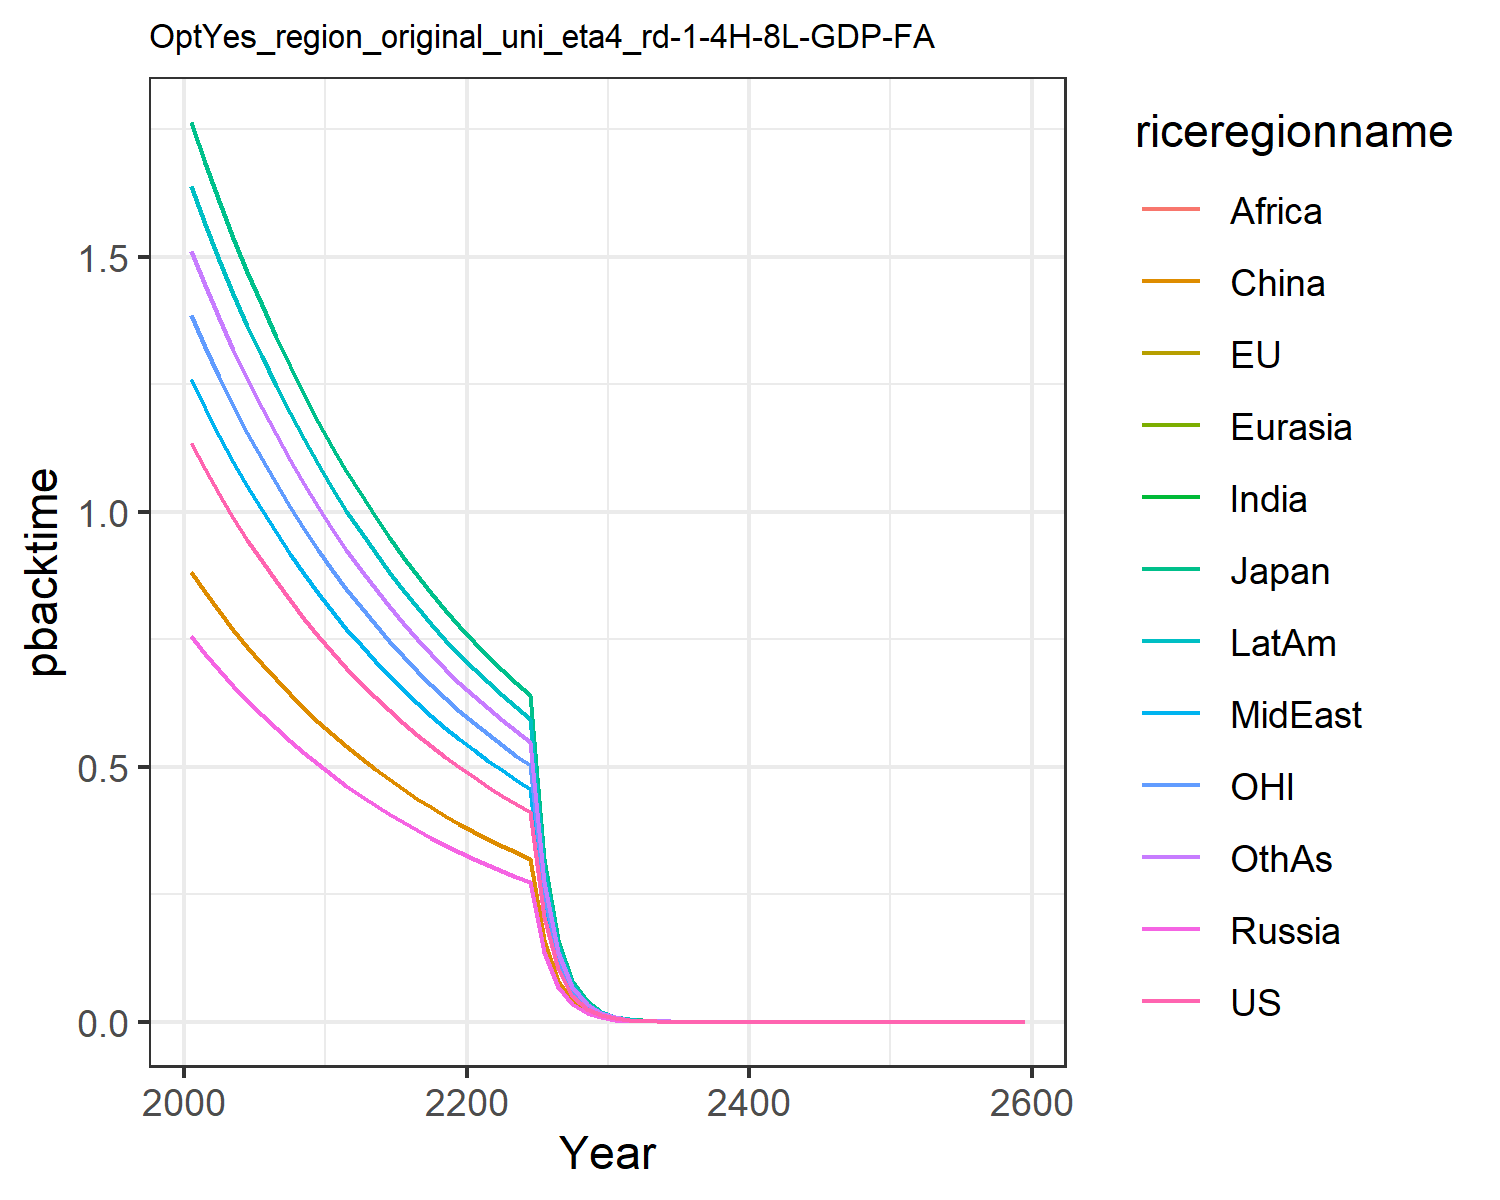 OptYes_region_original_uni_eta4_rd-1-4H-8L-GDP-FA
pbacktime
1.5
1.0
0.5
0.0
2000
2200
2400
2600
Year
riceregionname
Africa
China
EU
Eurasia
India
Japan
LatAm
MidEast
OHI
OthAs
Russia
US